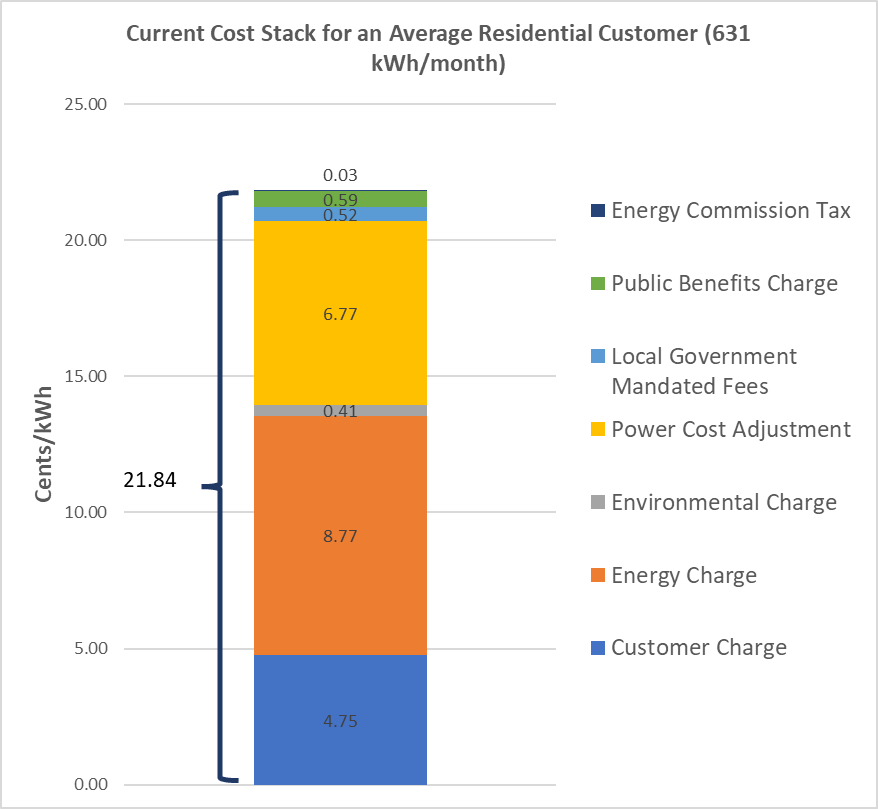 Current Cost Stack for an Average Residential Customer (631
kWh/month)
25.00
20.00
15.00
10.00
5.00
0.00
Cents/kWh
21.84
0.03
0.59
0.52
6.77
0.41
8.77
4.75
Energy Commission Tax
Public Benefits Charge
Local Government
Mandated Fees
Power Cost Adjustment
Environmental Charge
Energy Charge
Customer Charge